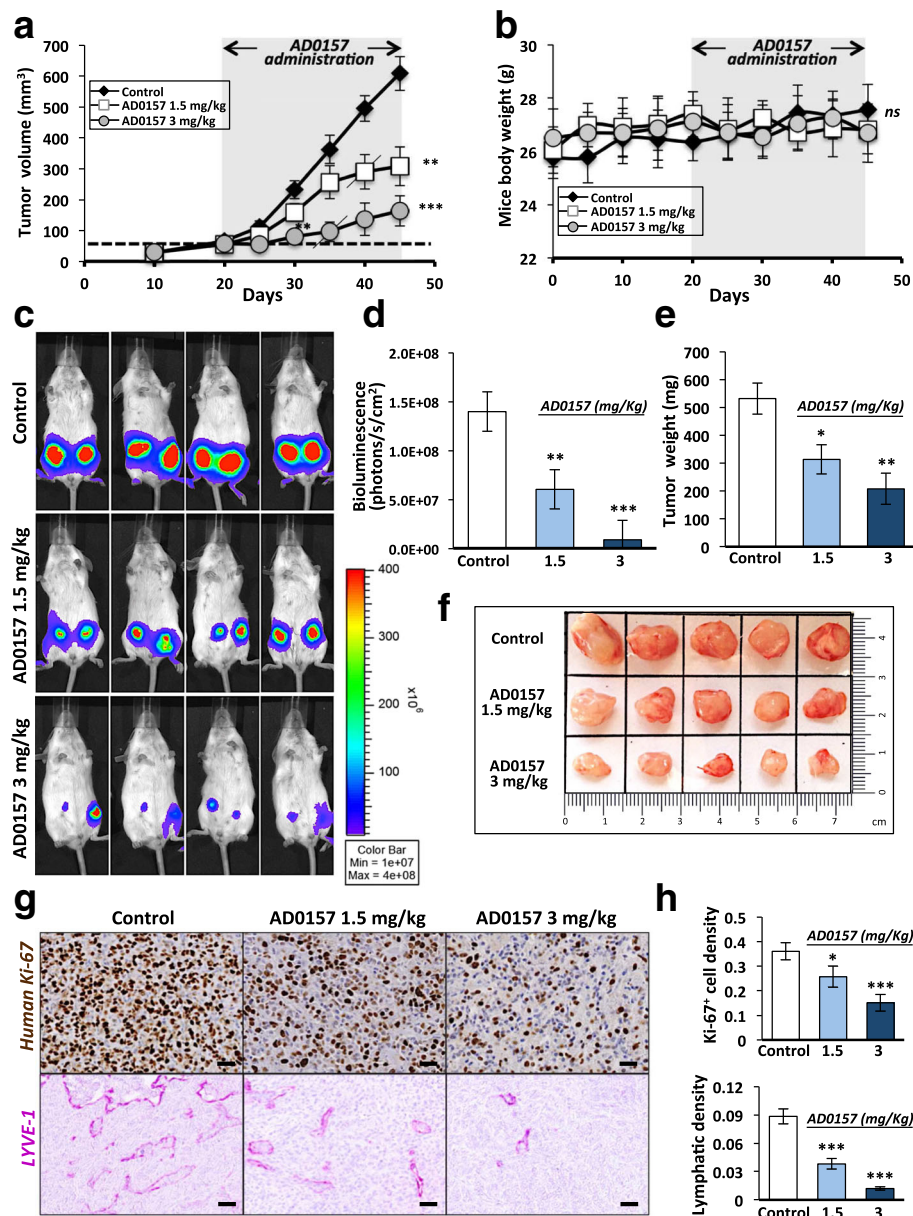 a
AD0157
administration
Tumor volume (mm³)
700
600
500
400
300
200
100
0
Control
AD0157 1.5 mg/kg
AD0157 3 mg/kg
**
***
**
0 10 20 30 40 50
Days
b
AD0157
administration
Mice body weight (g)
30
28
26
24
22
ns
Control
AD0157 1.5 mg/kg
AD0157 3 mg/kg
0 10 20 30 40 50
Days
c
Control
AD0157 1.5 mg/kg
AD0157 3 mg/kg
400
300
200
100
x10⁶
Color Bar
Min = 1e+07
Max = 4e+08
d
Bioluminescence
(photons/s/cm²)
2.0E+08
1.5E+08
1.0E+08
5.0E+07
0.0E+00
AD0157 (mg/Kg)
**
***
Control 1.5 3
e
Tumor weight (mg)
700
600
500
400
300
200
100
0
AD0157 (mg/Kg)
*
**
Control 1.5 3
f
Control
AD0157
1.5 mg/kg
AD0157
3 mg/kg
4
3
2
1
0
0 1 2 3 4 5 6 7 cm
g
Control AD0157 1.5 mg/kg AD0157 3 mg/kg
Human Ki-67
LYVE-1
h
Ki-67⁺ cell density
0.5
0.4
0.3
0.2
0.1
0
AD0157 (mg/Kg)
*
***
Control 1.5 3
Lymphatic density
0.12
0.09
0.06
0.03
0
AD0157 (mg/Kg)
***
***
Control 1.5 3